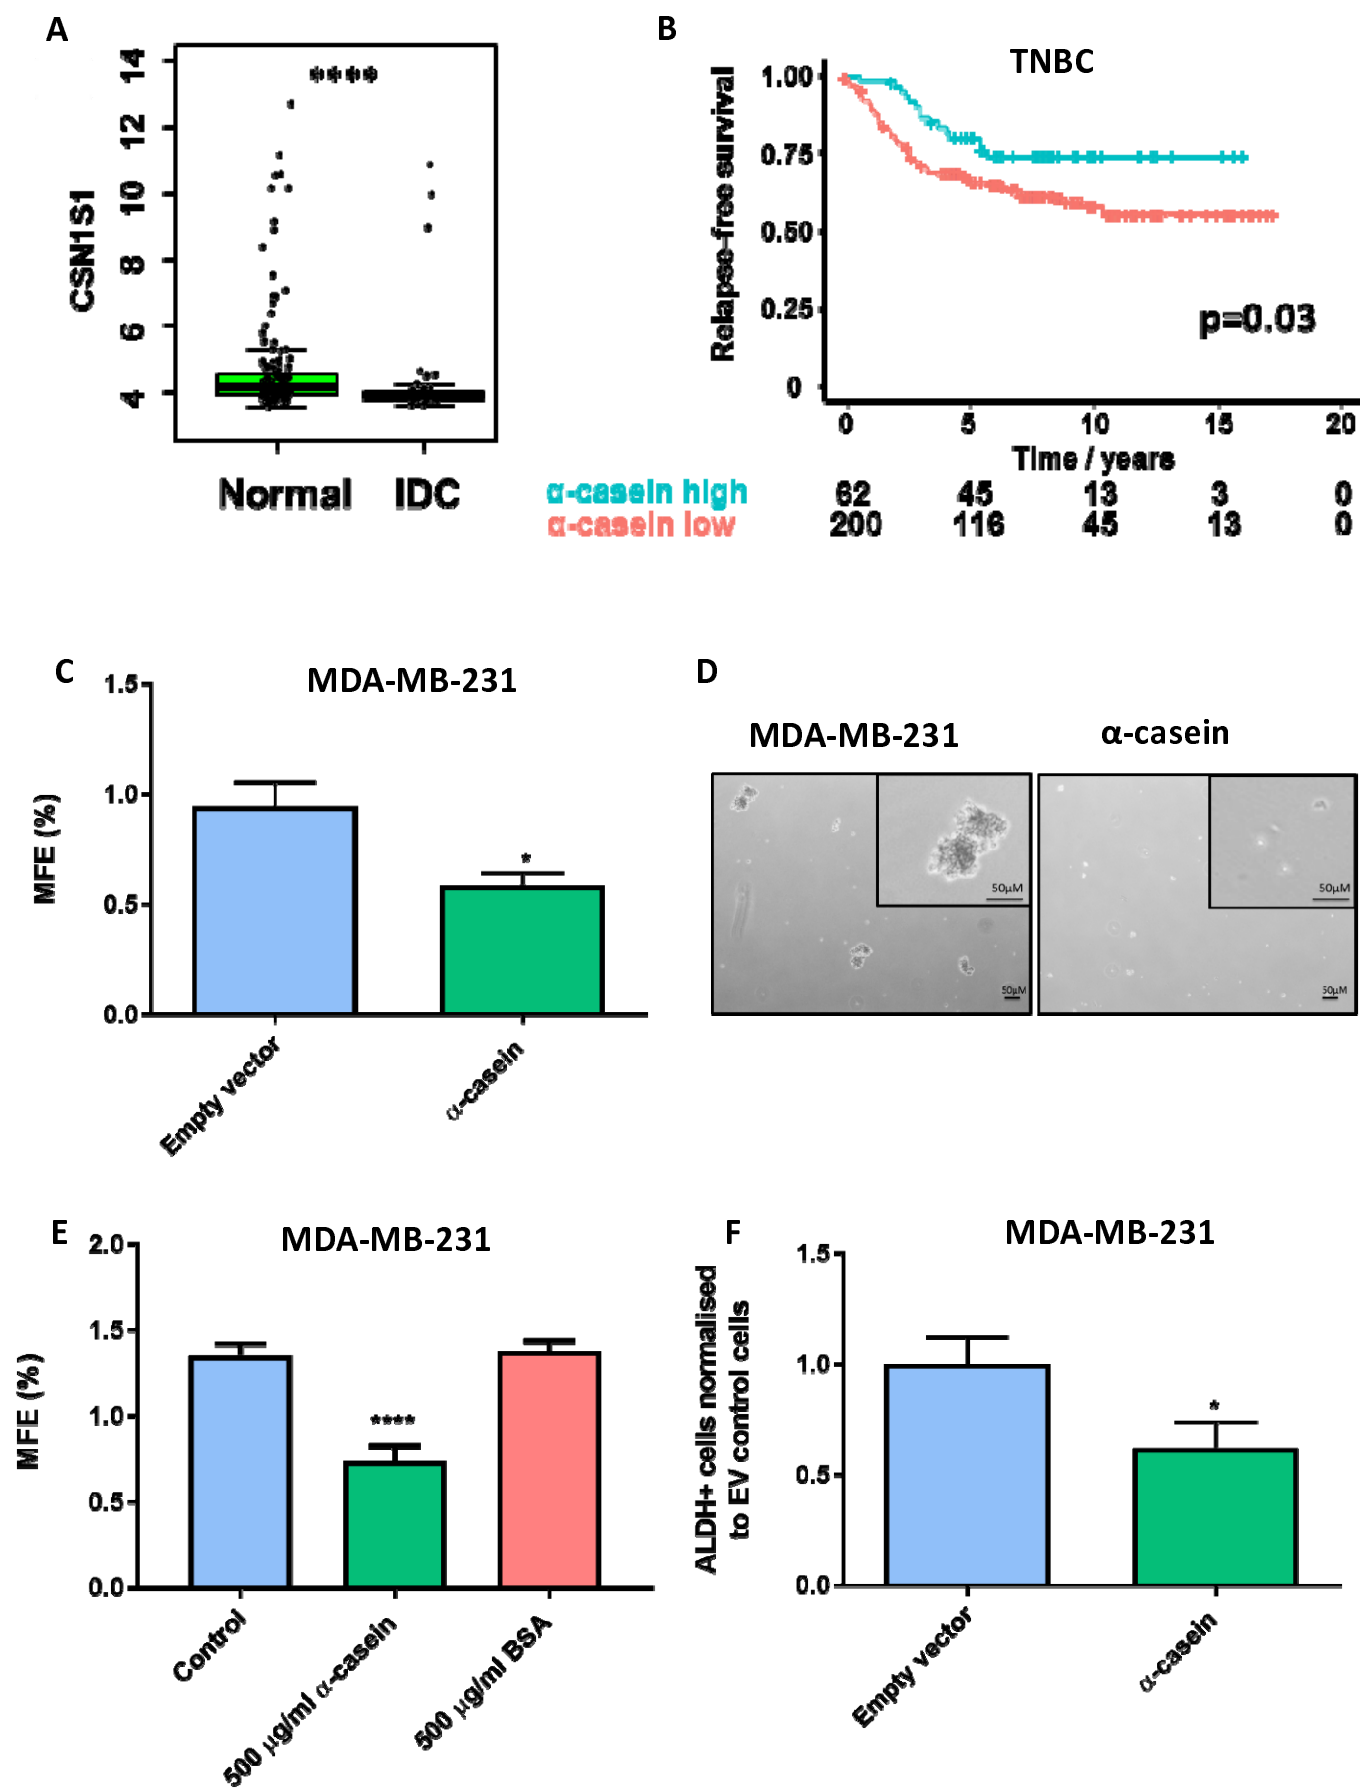 A
14
12
10
8
6
4
CSN1S1
****
Normal
IDC
B
TNBC
Relapse-free survival
1.00
0.75
0.50
0.25
0
p=0.03
0
5
10
15
20
Time / years
α-casein high
62
45
13
3
0
α-casein low
200
116
45
13
0
C
MDA-MB-231
MFE (%)
1.5
1.0
0.5
0.0
*
Empty vector
α-casein
D
MDA-MB-231
α-casein
50μM
50μM
50μM
50μM
E
MDA-MB-231
MFE (%)
2.0
1.5
1.0
0.5
0.0
****
Control
500 μg/ml α-casein
500 μg/ml BSA
F
MDA-MB-231
ALDH+ cells normalised
to EV control cells
1.5
1.0
0.5
0.0
*
Empty vector
α-casein